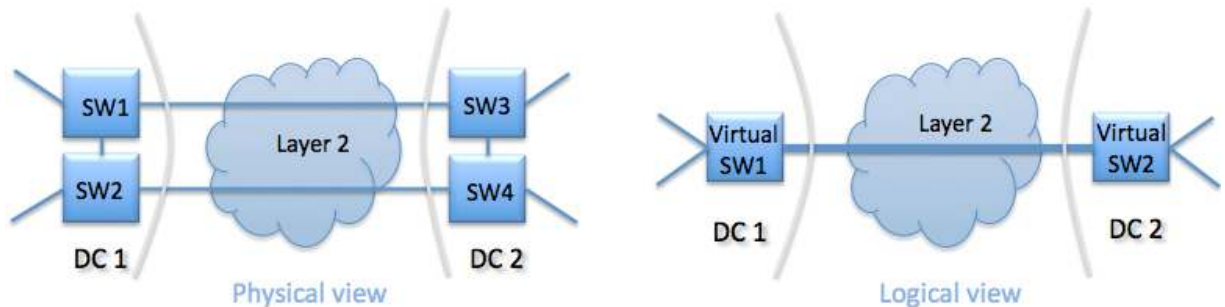 SW1
SW3
Layer 2
SW2
SW4
DC 1
DC 2
Physical view
Virtual
SW1
Layer 2
Virtual
SW2
DC 1
DC 2
Logical view